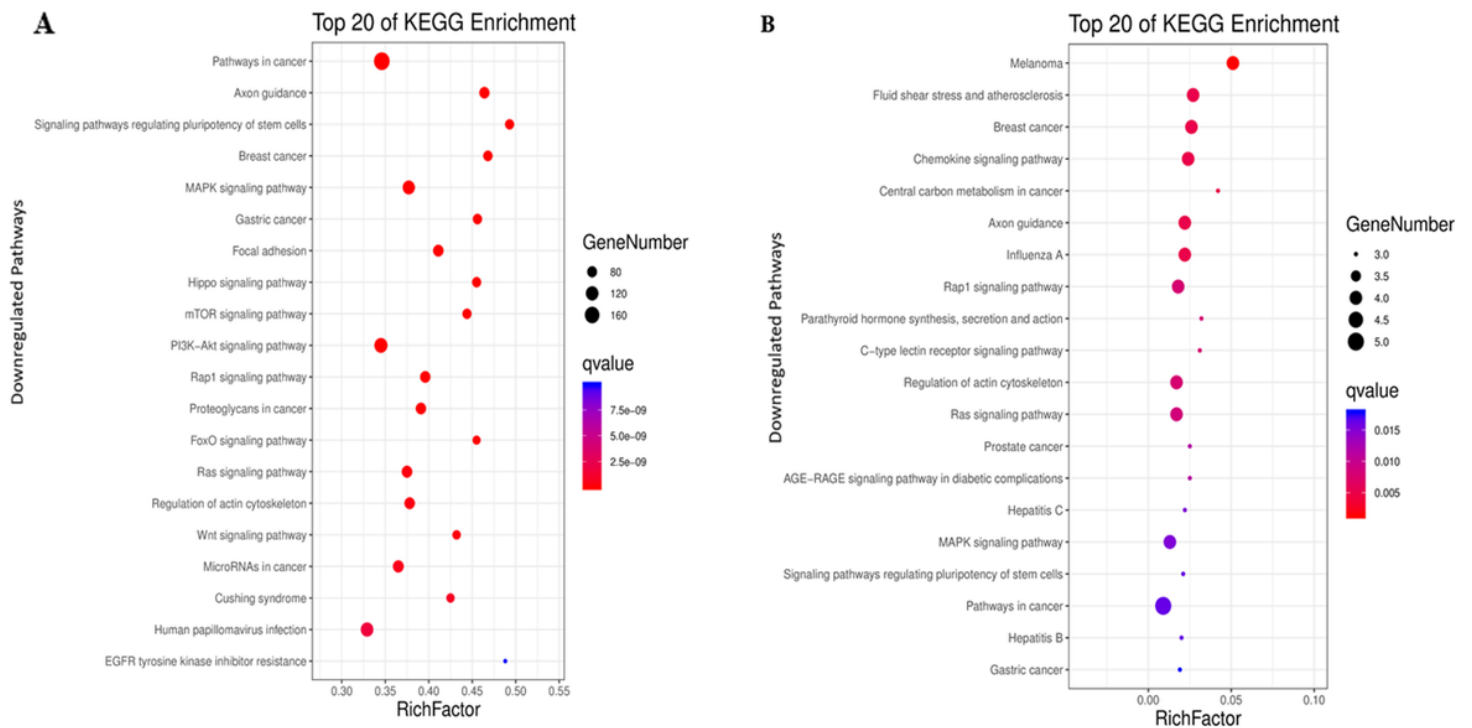 A
Top 20 of KEGG Enrichment
Downregulated Pathways
Pathways in cancer
Axon guidance
Signaling pathways regulating pluripotency of stem cells
Breast cancer
MAPK signaling pathway
Gastric cancer
Focal adhesion
Hippo signaling pathway
mTOR signaling pathway
PI3K−Akt signaling pathway
Rap1 signaling pathway
Proteoglycans in cancer
FoxO signaling pathway
Ras signaling pathway
Regulation of actin cytoskeleton
Wnt signaling pathway
MicroRNAs in cancer
Cushing syndrome
Human papillomavirus infection
EGFR tyrosine kinase inhibitor resistance
0.30 0.35 0.40 0.45 0.50 0.55
RichFactor
GeneNumber
80
120
160
qvalue
7.5e−09
5.0e−09
2.5e−09
B
Top 20 of KEGG Enrichment
Downregulated Pathways
Melanoma
Fluid shear stress and atherosclerosis
Breast cancer
Chemokine signaling pathway
Central carbon metabolism in cancer
Axon guidance
Influenza A
Rap1 signaling pathway
Parathyroid hormone synthesis, secretion and action
C−type lectin receptor signaling pathway
Regulation of actin cytoskeleton
Ras signaling pathway
Prostate cancer
AGE−RAGE signaling pathway in diabetic complications
Hepatitis C
MAPK signaling pathway
Signaling pathways regulating pluripotency of stem cells
Pathways in cancer
Hepatitis B
Gastric cancer
0.00 0.05 0.10
RichFactor
GeneNumber
3.0
3.5
4.0
4.5
5.0
qvalue
0.015
0.010
0.005